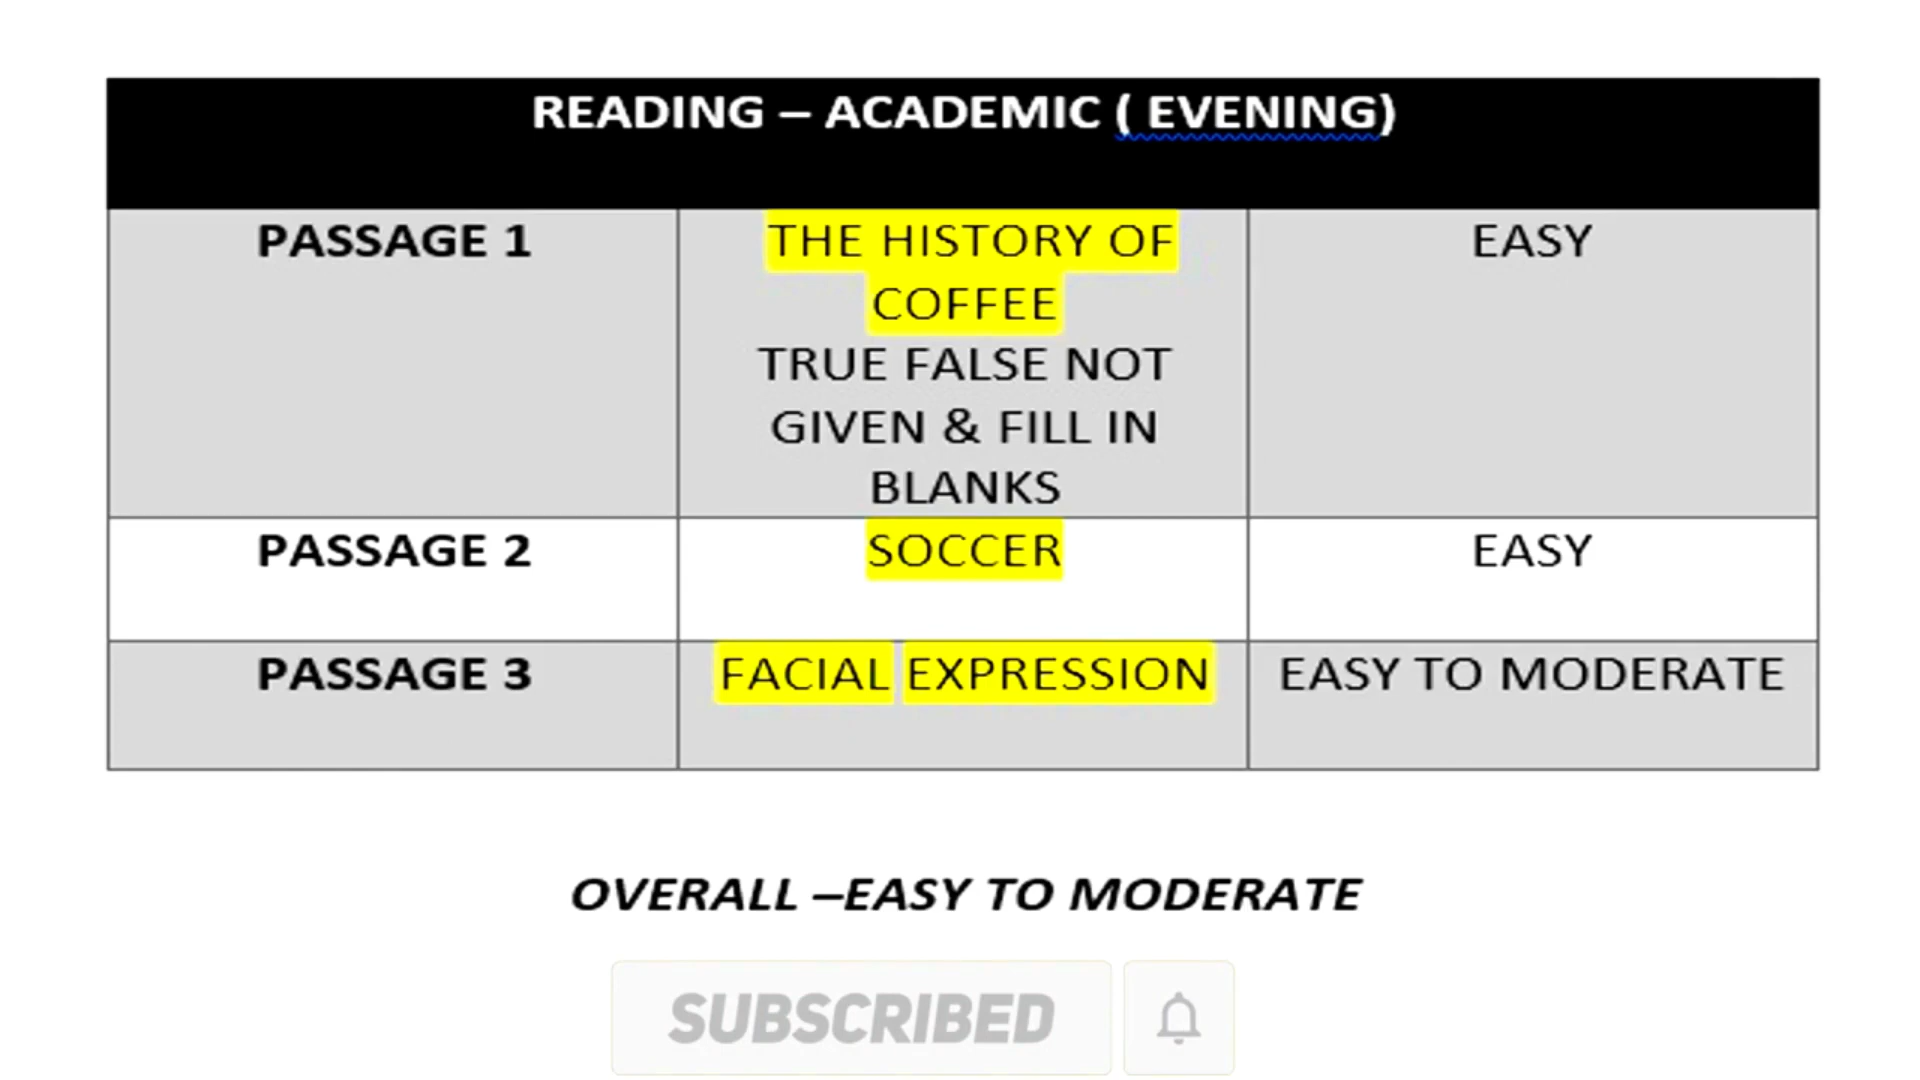 READING – ACADEMIC ( EVENING)
PASSAGE 1
THE HISTORY OF
COFFEE
TRUE FALSE NOT
GIVEN & FILL IN
BLANKS
EASY
PASSAGE 2
SOCCER
EASY
PASSAGE 3
FACIAL EXPRESSION
EASY TO MODERATE
OVERALL –EASY TO MODERATE
SUBSCRIBED